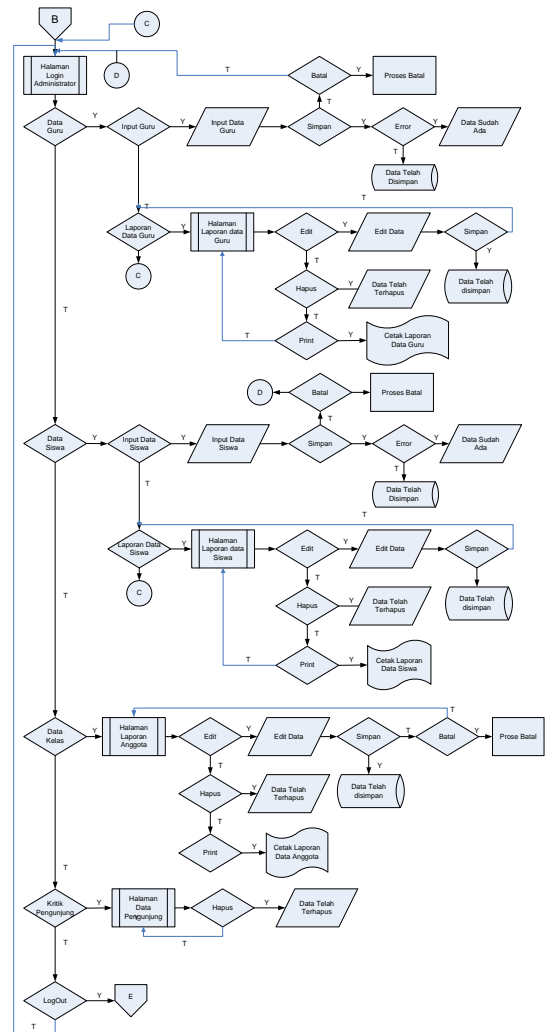 B
C
Halaman
Login
Administrator
D
T
Batal
Y
Proses Batal
T
Data
Guru
Y
Input Guru
Y
Input Data
Guru
Simpan
Y
Error
Y
Data Sudah
Ada
T
Data Telah
Disimpan
T
T
Laporan
Data Guru
Y
Halaman
Laporan data
Guru
Edit
Y
Edit Data
Y
Simpan
C
T
Y
Hapus
Y
Data Telah
Terhapus
Data Telah
disimpan
T
T
T
Print
Y
Cetak Laporan
Data Guru
D
Batal
Proses Batal
T
Data
Siswa
Y
Input Data
Siswa
Y
Input Data
Siswa
Simpan
Y
Error
Y
Data Sudah
Ada
T
T
Data Telah
Disimpan
T
Laporan Data
Siswa
Y
Halaman
Laporan data
Siswa
Edit
Y
Edit Data
Y
Simpan
C
T
T
Hapus
Y
Data Telah
Terhapus
Data Telah
disimpan
T
T
Print
Y
Cetak Laporan
Data Siswa
T
Data
Kelas
Y
Halaman
Laporan
Anggota
Edit
Y
Edit Data
Simpan
T
Batal
Y
Prose Batal
T
Y
Hapus
Y
Data Telah
Terhapus
Data Telah
disimpan
T
Print
Y
Cetak Laporan
Data Anggota
T
Kritik
Pengunjung
Y
Halaman
Data
Pengunjung
Y
Hapus
Y
Data Telah
Terhapus
T
T
LogOut
Y
E
T